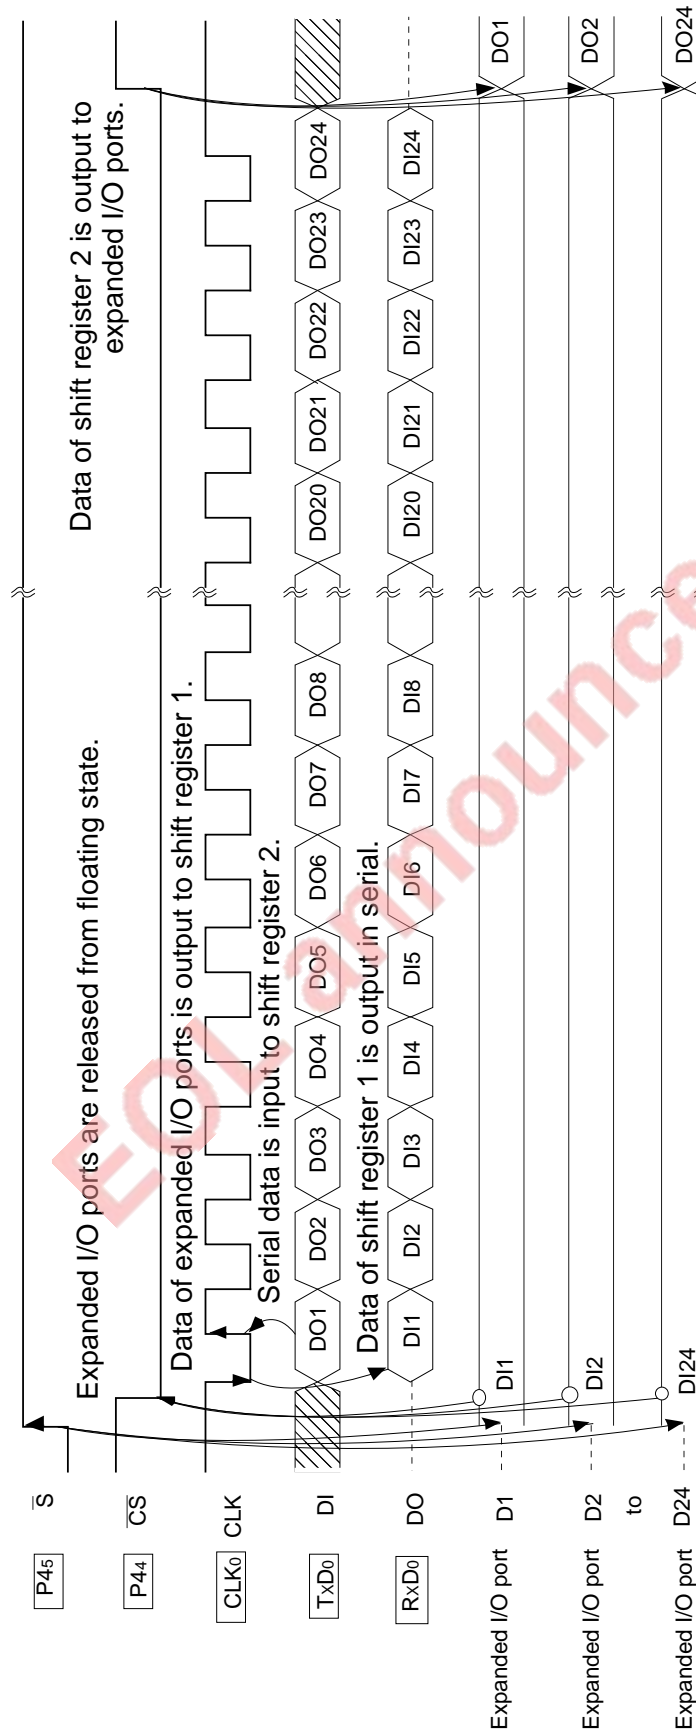 P45 S
P44 CS
CLK0 CLK
TxD0 DI
RxD0 DO
Expanded I/O port D1
Expanded I/O port D2
to
Expanded I/O port D24
Expanded I/O ports are released from floating state.
Data of shift register 2 is output to
expanded I/O ports.
Data of expanded I/O ports is output to shift register 1.
Serial data is input to shift register 2.
DO1 DO2 DO3 DO4 DO5 DO6 DO7 DO8 DO20 DO21 DO22 DO23 DO24
Data of shift register 1 is output in serial.
DI1 DI2 DI3 DI4 DI5 DI6 DI7 DI8 DI20 DI21 DI22 DI23 DI24
DI1 DO1
DI2 DO2
DI24 DO24
EOL announce